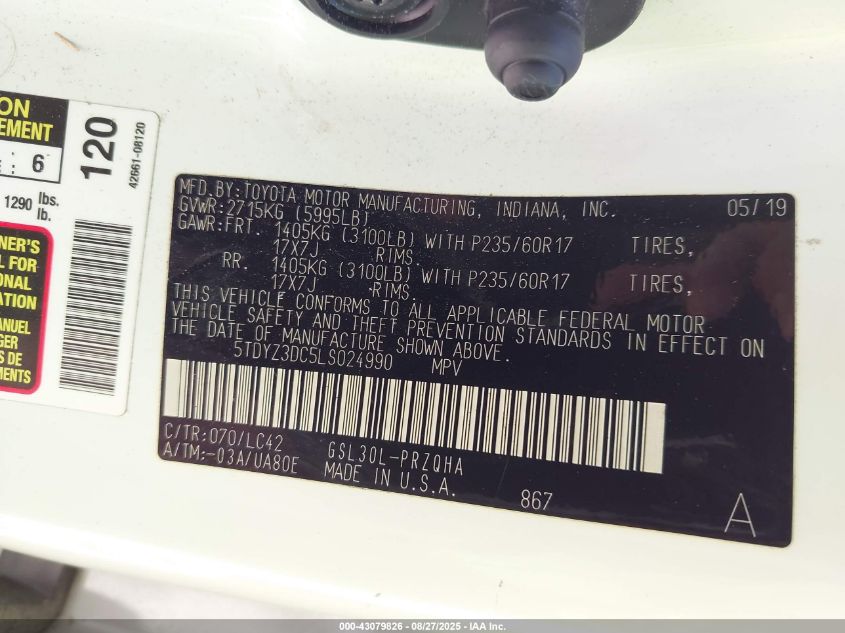 ON
EMENT
: 6
1290 lbs.
lb.
NER'S
L FOR
ONAL
ATION
ANUEL
GER
S DE
MENTS
120
42661-08120
MFD.BY:TOYOTA MOTOR MANUFACTURING, INDIANA, INC. 05/19
GVWR:2715KG (5995LB)
GAWR:FRT. 1405KG (3100LB) WITH P235/60R17 TIRES,
17X7J RIMS.
RR. 1405KG (3100LB) WITH P235/60R17 TIRES,
17X7J RIMS.
THIS VEHICLE CONFORMS TO ALL APPLICABLE FEDERAL MOTOR
VEHICLE SAFETY AND THEFT PREVENTION STANDARDS IN EFFECT ON
THE DATE OF MANUFACTURE SHOWN ABOVE.
5TDYZ3DC5LS024990 MPV
C/TR:070/LC42 GSL30L-PRZQHA
A/TM:-03A/UA80E MADE IN U.S.A.
867
A
000-43079826 - 08/27/2025 - IAA Inc.